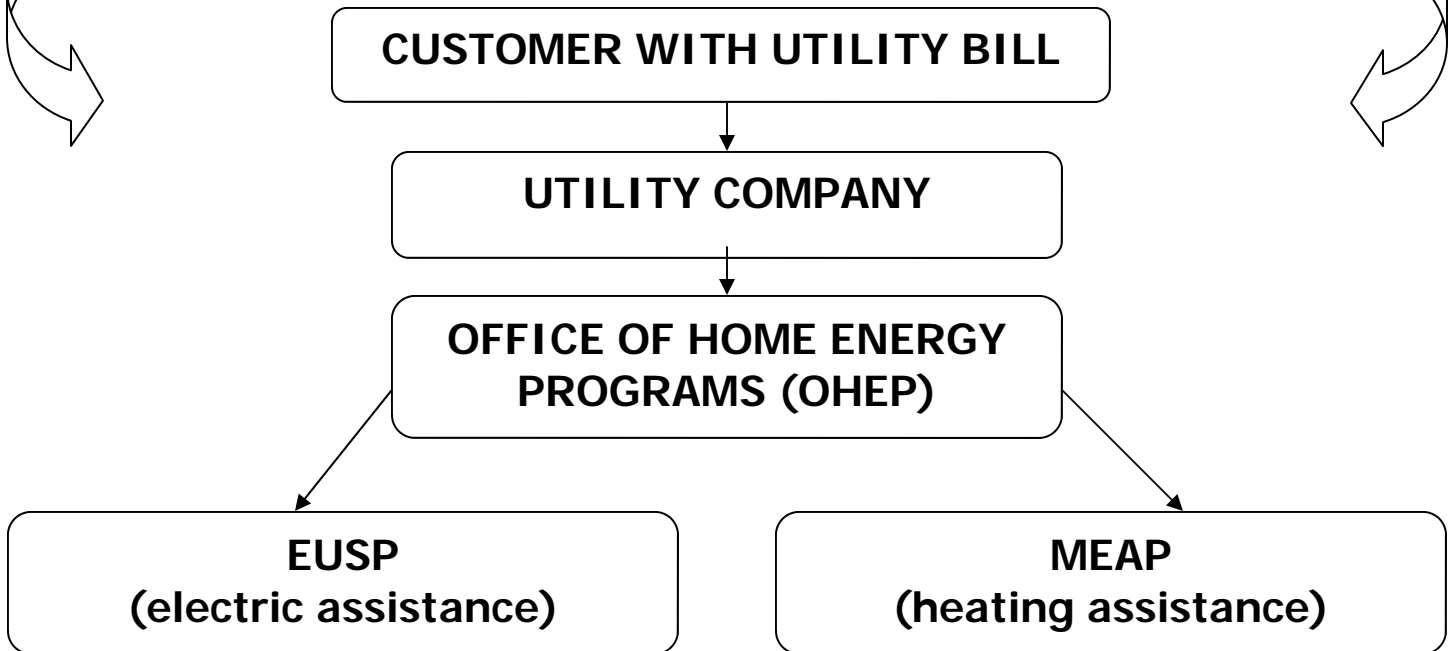 CUSTOMER WITH UTILITY BILL
UTILITY COMPANY
OFFICE OF HOME ENERGY
PROGRAMS (OHEP)
EUSP
(electric assistance)
MEAP
(heating assistance)